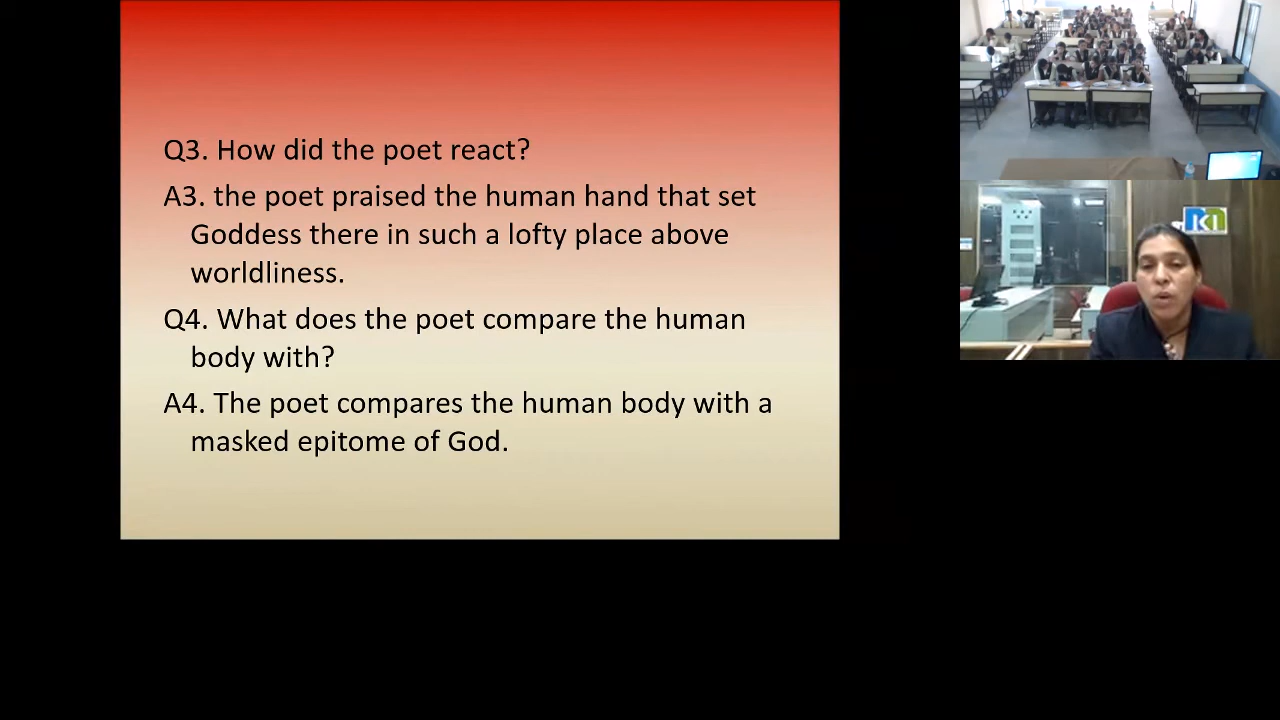 Q3. How did the poet react?
A3. the poet praised the human hand that set
Goddess there in such a lofty place above
worldliness.
Q4. What does the poet compare the human
body with?
A4. The poet compares the human body with a
masked epitome of God.